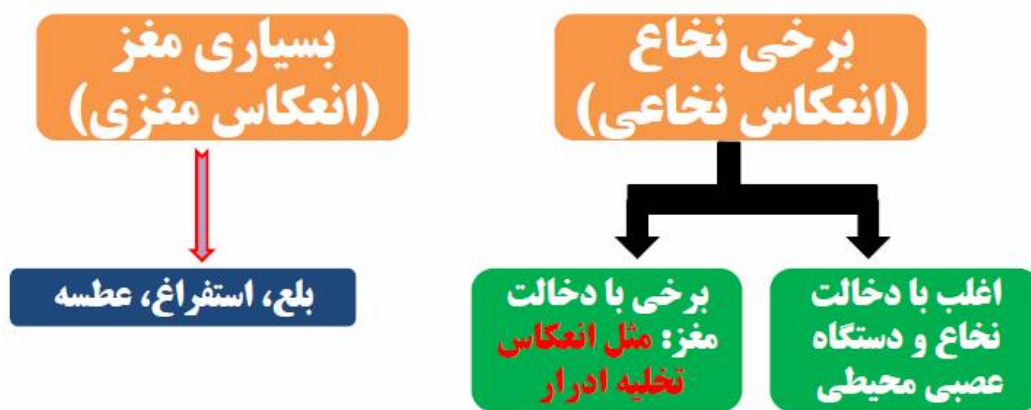 برخی نخاع
(انعکاس نخاعی)
بسیاری مغز
(انعکاس مغزی)
اغلب با دخالت
نخاع و دستگاه
عصبی محیطی
برخی با دخالت
مغز: مثل انعکاس
تخلیه ادرار
بلع، استفراغ، عطسه